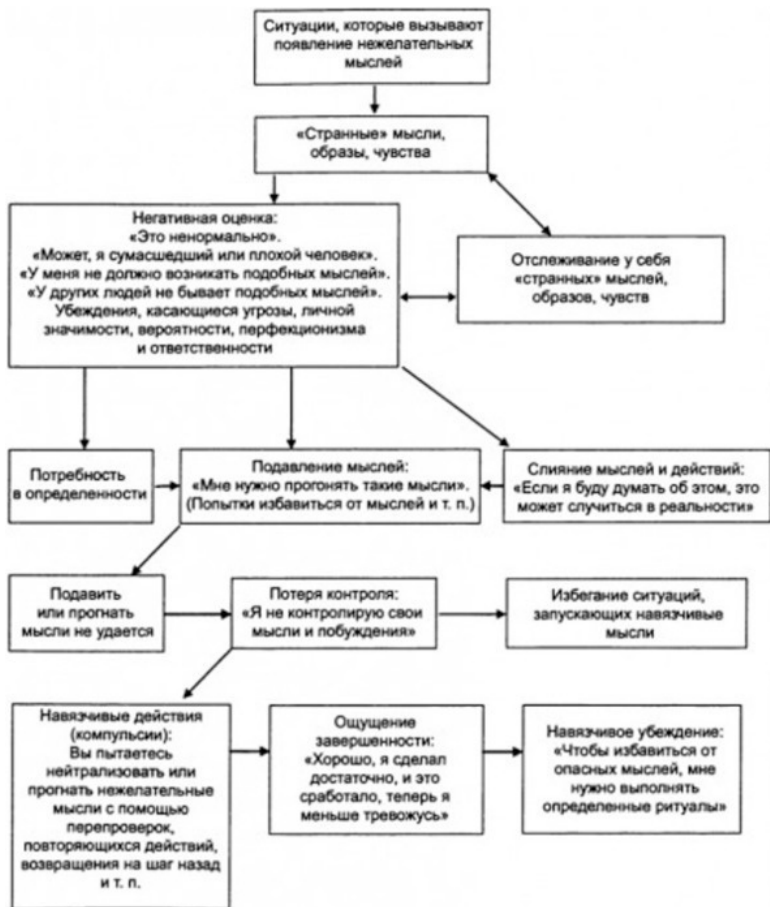 Ситуации, которые вызывают
появление нежелательных
мыслей
«Странные» мысли,
образы, чувства
Негативная оценка:
«Это ненормально».
«Может, я сумасшедший или плохой человек».
«У меня не должно возникать подобных мыслей».
«У других людей не бывает подобных мыслей».
Убеждения, касающиеся угрозы, личной
значимости, вероятности, перфекционизма
и ответственности
Отслеживание у себя
«странных» мыслей,
образов, чувств
Потребность
в определенности
Подавление мыслей:
«Мне нужно прогонять такие мысли».
(Попытки избавиться от мыслей и т. п.)
Слияние мыслей и действий:
«Если я буду думать об этом, это
может случиться в реальности»
Подавить
или прогнать
мысли не удается
Потеря контроля:
«Я не контролирую свои
мысли и побуждения»
Избегание ситуаций,
запускающих навязчивые
мысли
Навязчивые действия
(компульсии):
Вы пытаетесь
нейтрализовать или
прогнать нежелательные
мысли с помощью
перепроверок,
повторяющихся действий,
возвращения на шаг назад
и т. п.
Ощущение
завершенности:
«Хорошо, я сделал
достаточно, и это
сработало, теперь я
меньше тревожусь»
Навязчивое убеждение:
«Чтобы избавиться от
опасных мыслей, мне
нужно выполнять
определенные ритуалы»